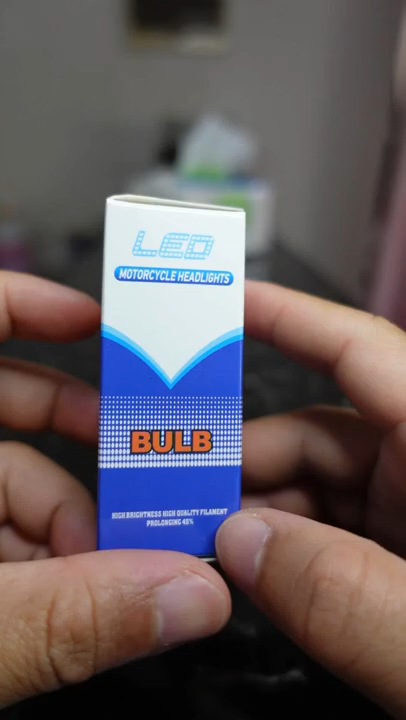 LED
MOTORCYCLE HEADLIGHTS
BULB
HIGH BRIGHTNESS HIGH QUALITY FILAMENT
PROLONGING 40%